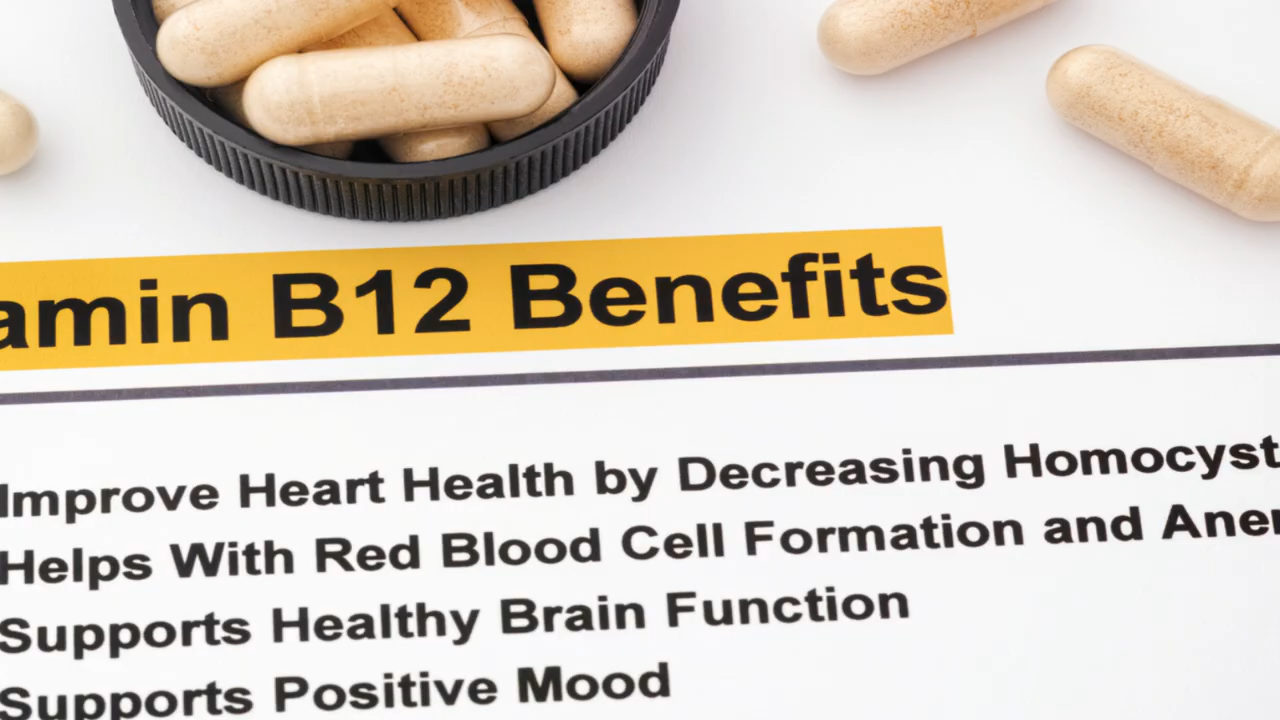 amin B12 Benefits
Improve Heart Health by Decreasing Homocyst
Helps With Red Blood Cell Formation and Anem
Supports Healthy Brain Function
Supports Positive Mood